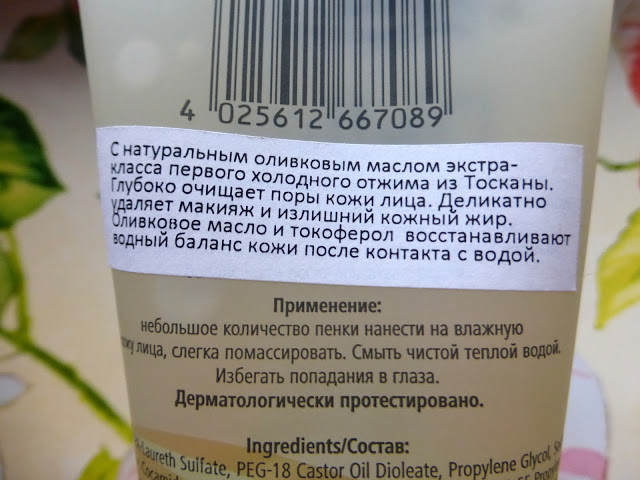 4 025612 667089
С натуральным оливковым маслом экстра-
класса первого холодного отжима из Тосканы.
Глубоко очищает поры кожи лица. Деликатно
удаляет макияж и излишний кожный жир.
Оливковое масло и токоферол восстанавливают
водный баланс кожи после контакта с водой.
Применение:
небольшое количество пенки нанести на влажную
кожу лица, слегка помассировать. Смыть чистой теплой водой.
Избегать попадания в глаза.
Дерматологически протестировано.
Ingredients/Состав:
Laureth Sulfate, PEG-18 Castor Oil Dioleate, Propylene Glycol,